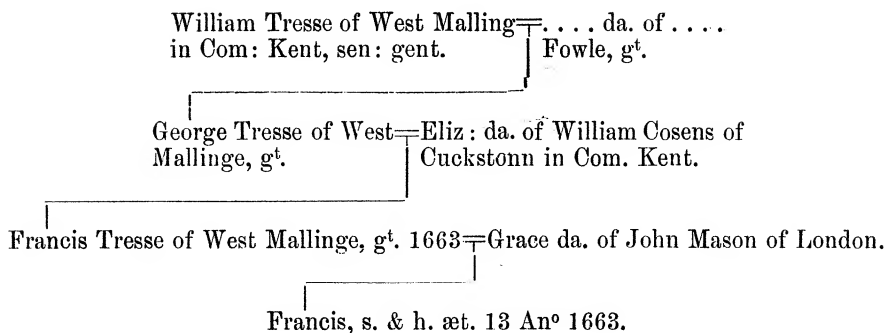 William Tresse of West Malling=. . . . da. of . . . .
in Com: Kent, sen: gent. Fowle, gᵗ.
George Tresse of West=Eliz: da. of William Cosens of
Mallinge, gᵗ. Cuckstonn in Com. Kent.
Francis Tresse of West Mallinge, gᵗ. 1663=Grace da. of John Mason of London.
Francis, s. & h. æt. 13 Anº 1663.